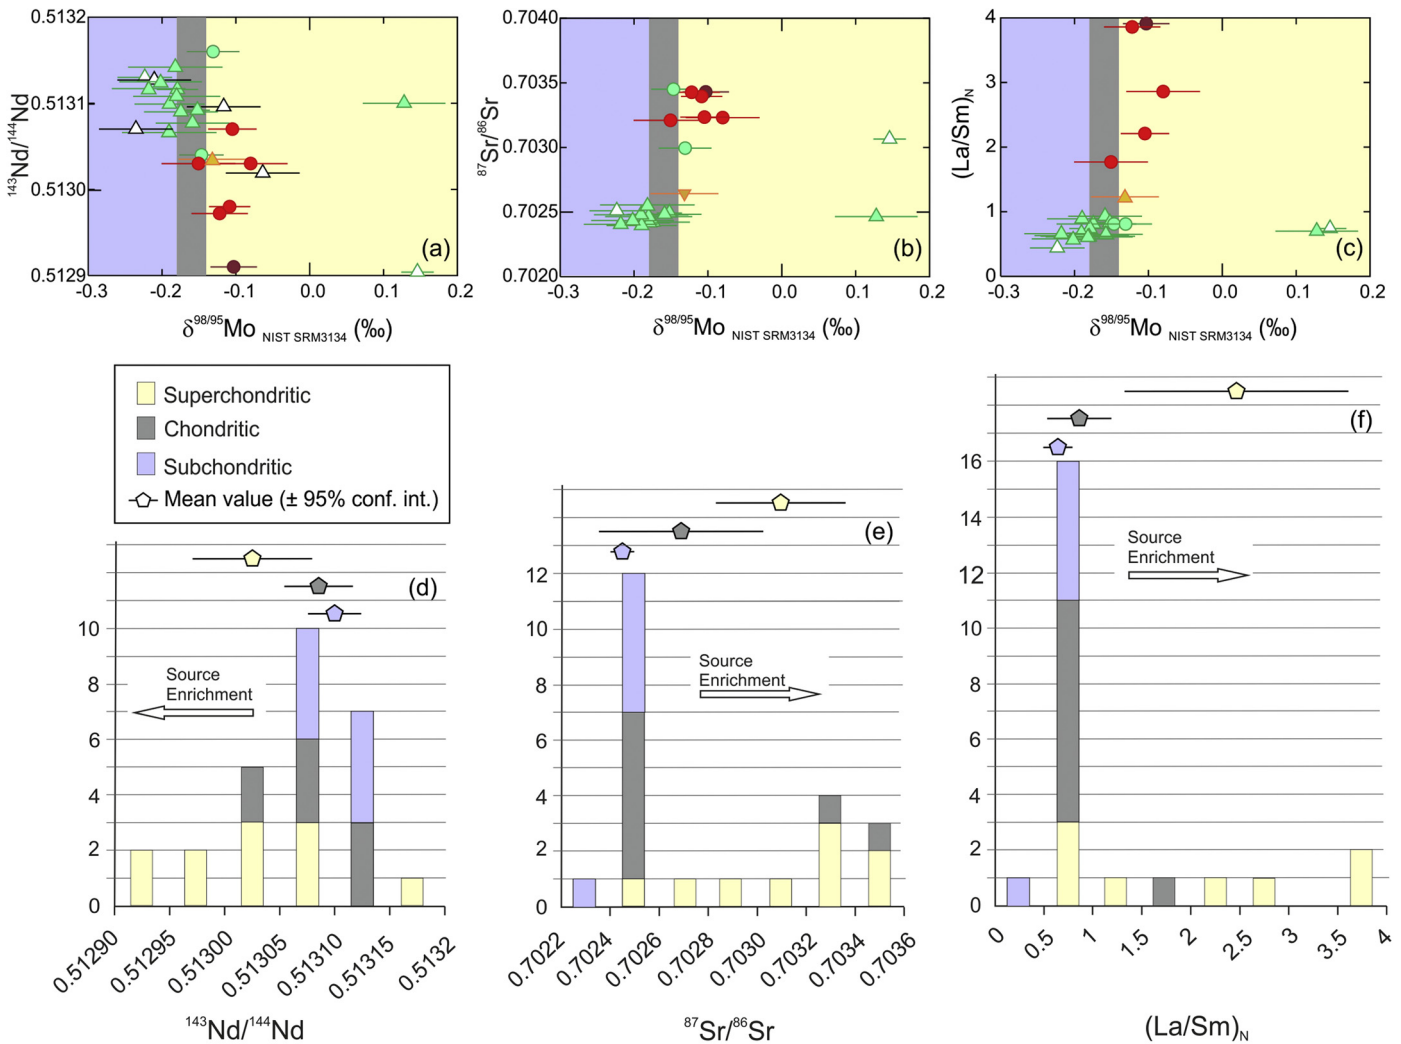 0.5132
0.5131
0.5130
0.5129
¹⁴³Nd/¹⁴⁴Nd
(a)
-0.3 -0.2 -0.1 0.0 0.1 0.2
δ⁹⁸/⁹⁵Mo NIST SRM3134 (‰)
0.7040
0.7035
0.7030
0.7025
0.7020
⁸⁷Sr/⁸⁶Sr
(b)
-0.3 -0.2 -0.1 0.0 0.1 0.2
δ⁹⁸/⁹⁵Mo NIST SRM3134 (‰)
4
3
2
1
0
(La/Sm)N
(c)
-0.3 -0.2 -0.1 0.0 0.1 0.2
δ⁹⁸/⁹⁵Mo NIST SRM3134 (‰)
Superchondritic
Chondritic
Subchondritic
Mean value (± 95% conf. int.)
(d)
10
8
6
4
2
0
Source
Enrichment
0.51290 0.51295 0.51300 0.51305 0.51310 0.51315 0.5132
¹⁴³Nd/¹⁴⁴Nd
(e)
12
10
8
6
4
2
0
Source
Enrichment
0.7022 0.7024 0.7026 0.7028 0.7030 0.7032 0.7034 0.7036
⁸⁷Sr/⁸⁶Sr
(f)
16
14
12
10
8
6
4
2
0
Source
Enrichment
0 0.5 1 1.5 2 2.5 3 3.5 4
(La/Sm)N